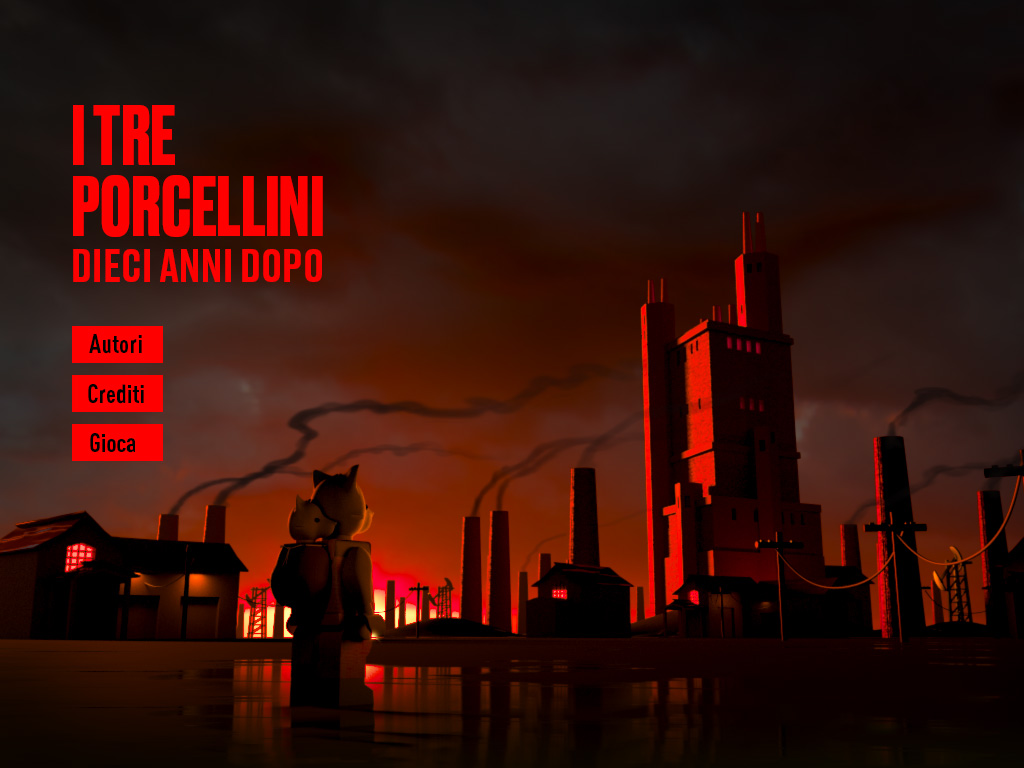 I TRE
PORCELLINI
DIECI ANNI DOPO
Autori
Crediti
Gioca